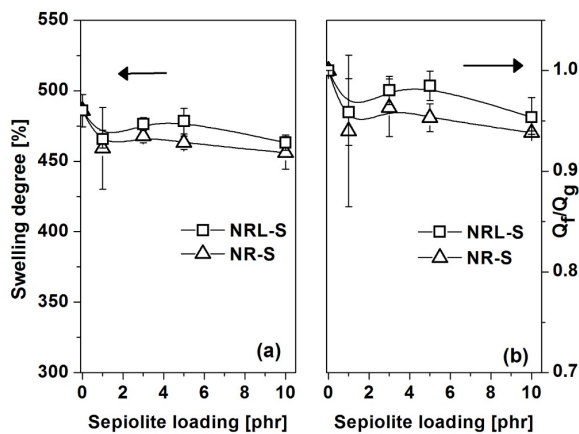 550
500
450
400
350
300
Swelling degree [%]
NRL-S
NR-S
(a)
0 2 4 6 8 10
Sepiolite loading [phr]
1.0
0.9
0.8
0.7
Qf/Qg
NRL-S
NR-S
(b)
0 2 4 6 8 10
Sepiolite loading [phr]